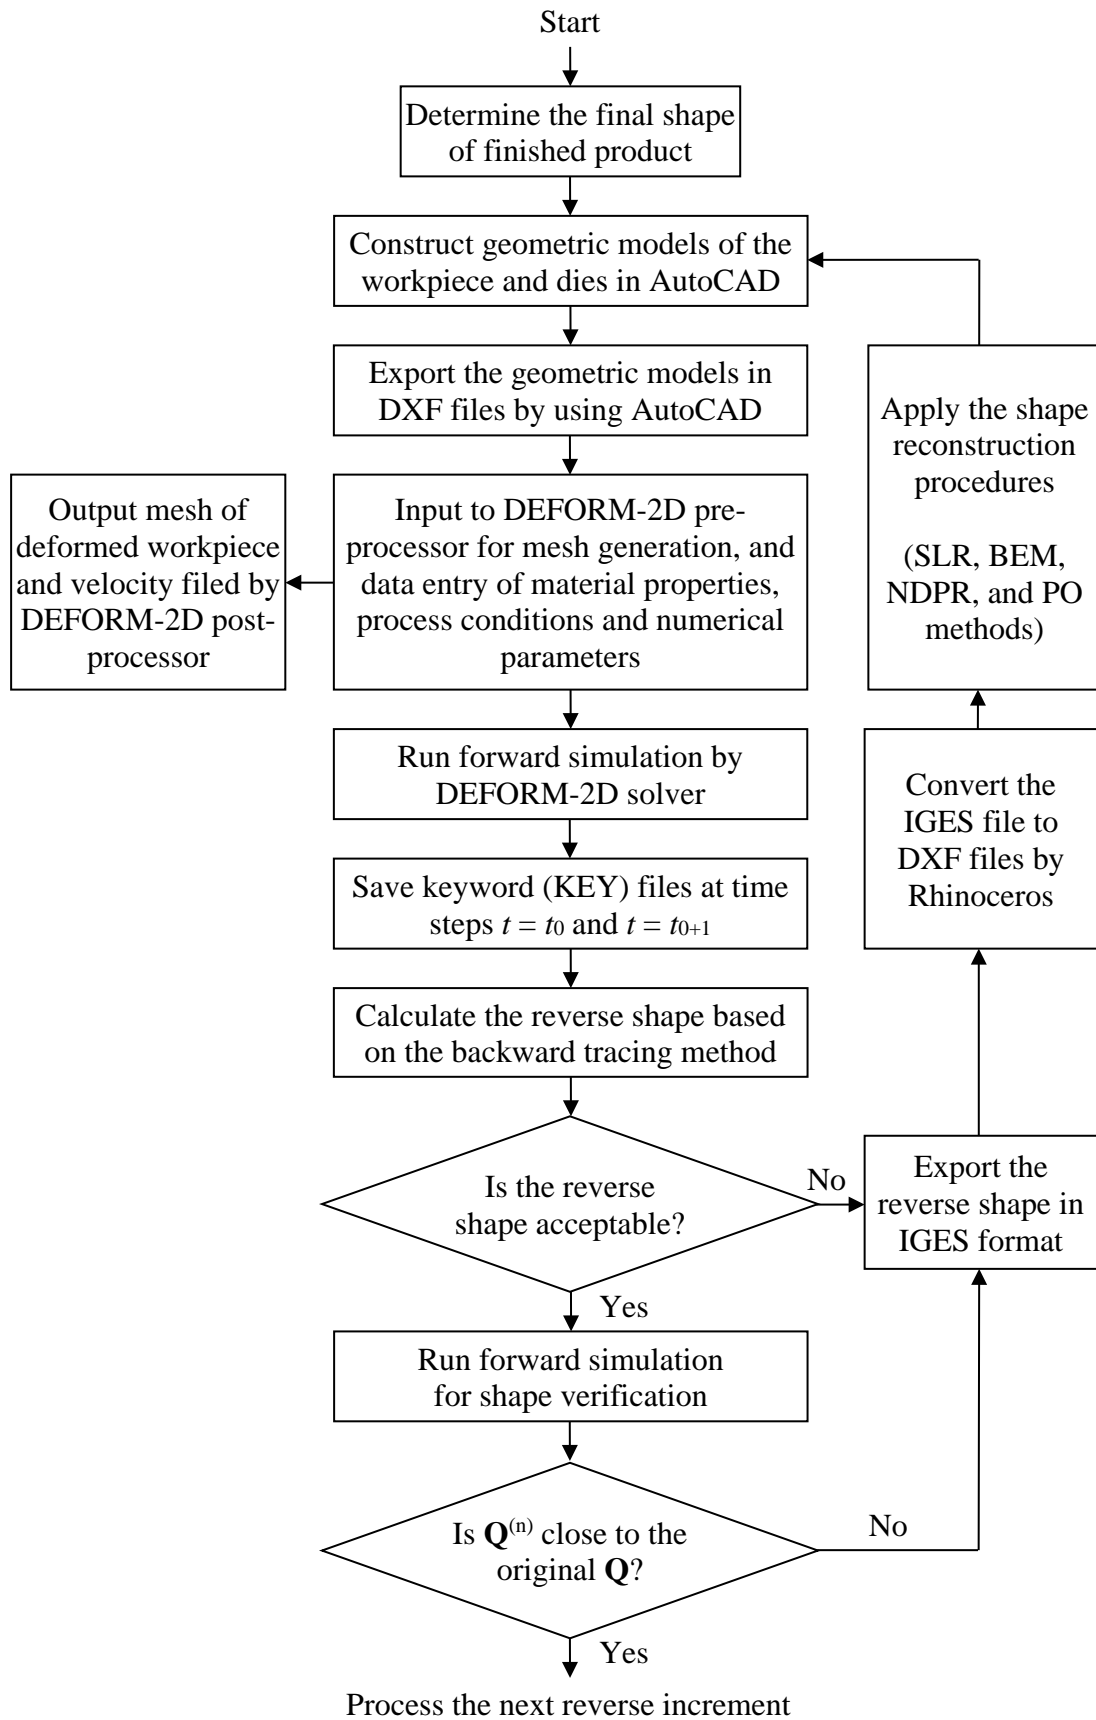 Start
Determine the final shape
of finished product
Construct geometric models of the
workpiece and dies in AutoCAD
Export the geometric models in
DXF files by using AutoCAD
Output mesh of
deformed workpiece
and velocity filed by
DEFORM-2D post-
processor
Input to DEFORM-2D pre-
processor for mesh generation, and
data entry of material properties,
process conditions and numerical
parameters
Apply the shape
reconstruction
procedures
(SLR, BEM,
NDPR, and PO
methods)
Run forward simulation by
DEFORM-2D solver
Save keyword (KEY) files at time
steps t = t0 and t = t0+1
Convert the
IGES file to
DXF files by
Rhinoceros
Calculate the reverse shape based
on the backward tracing method
Is the reverse
shape acceptable?
No
Export the
reverse shape in
IGES format
Yes
Run forward simulation
for shape verification
Is Q(n) close to the
original Q?
No
Yes
Process the next reverse increment